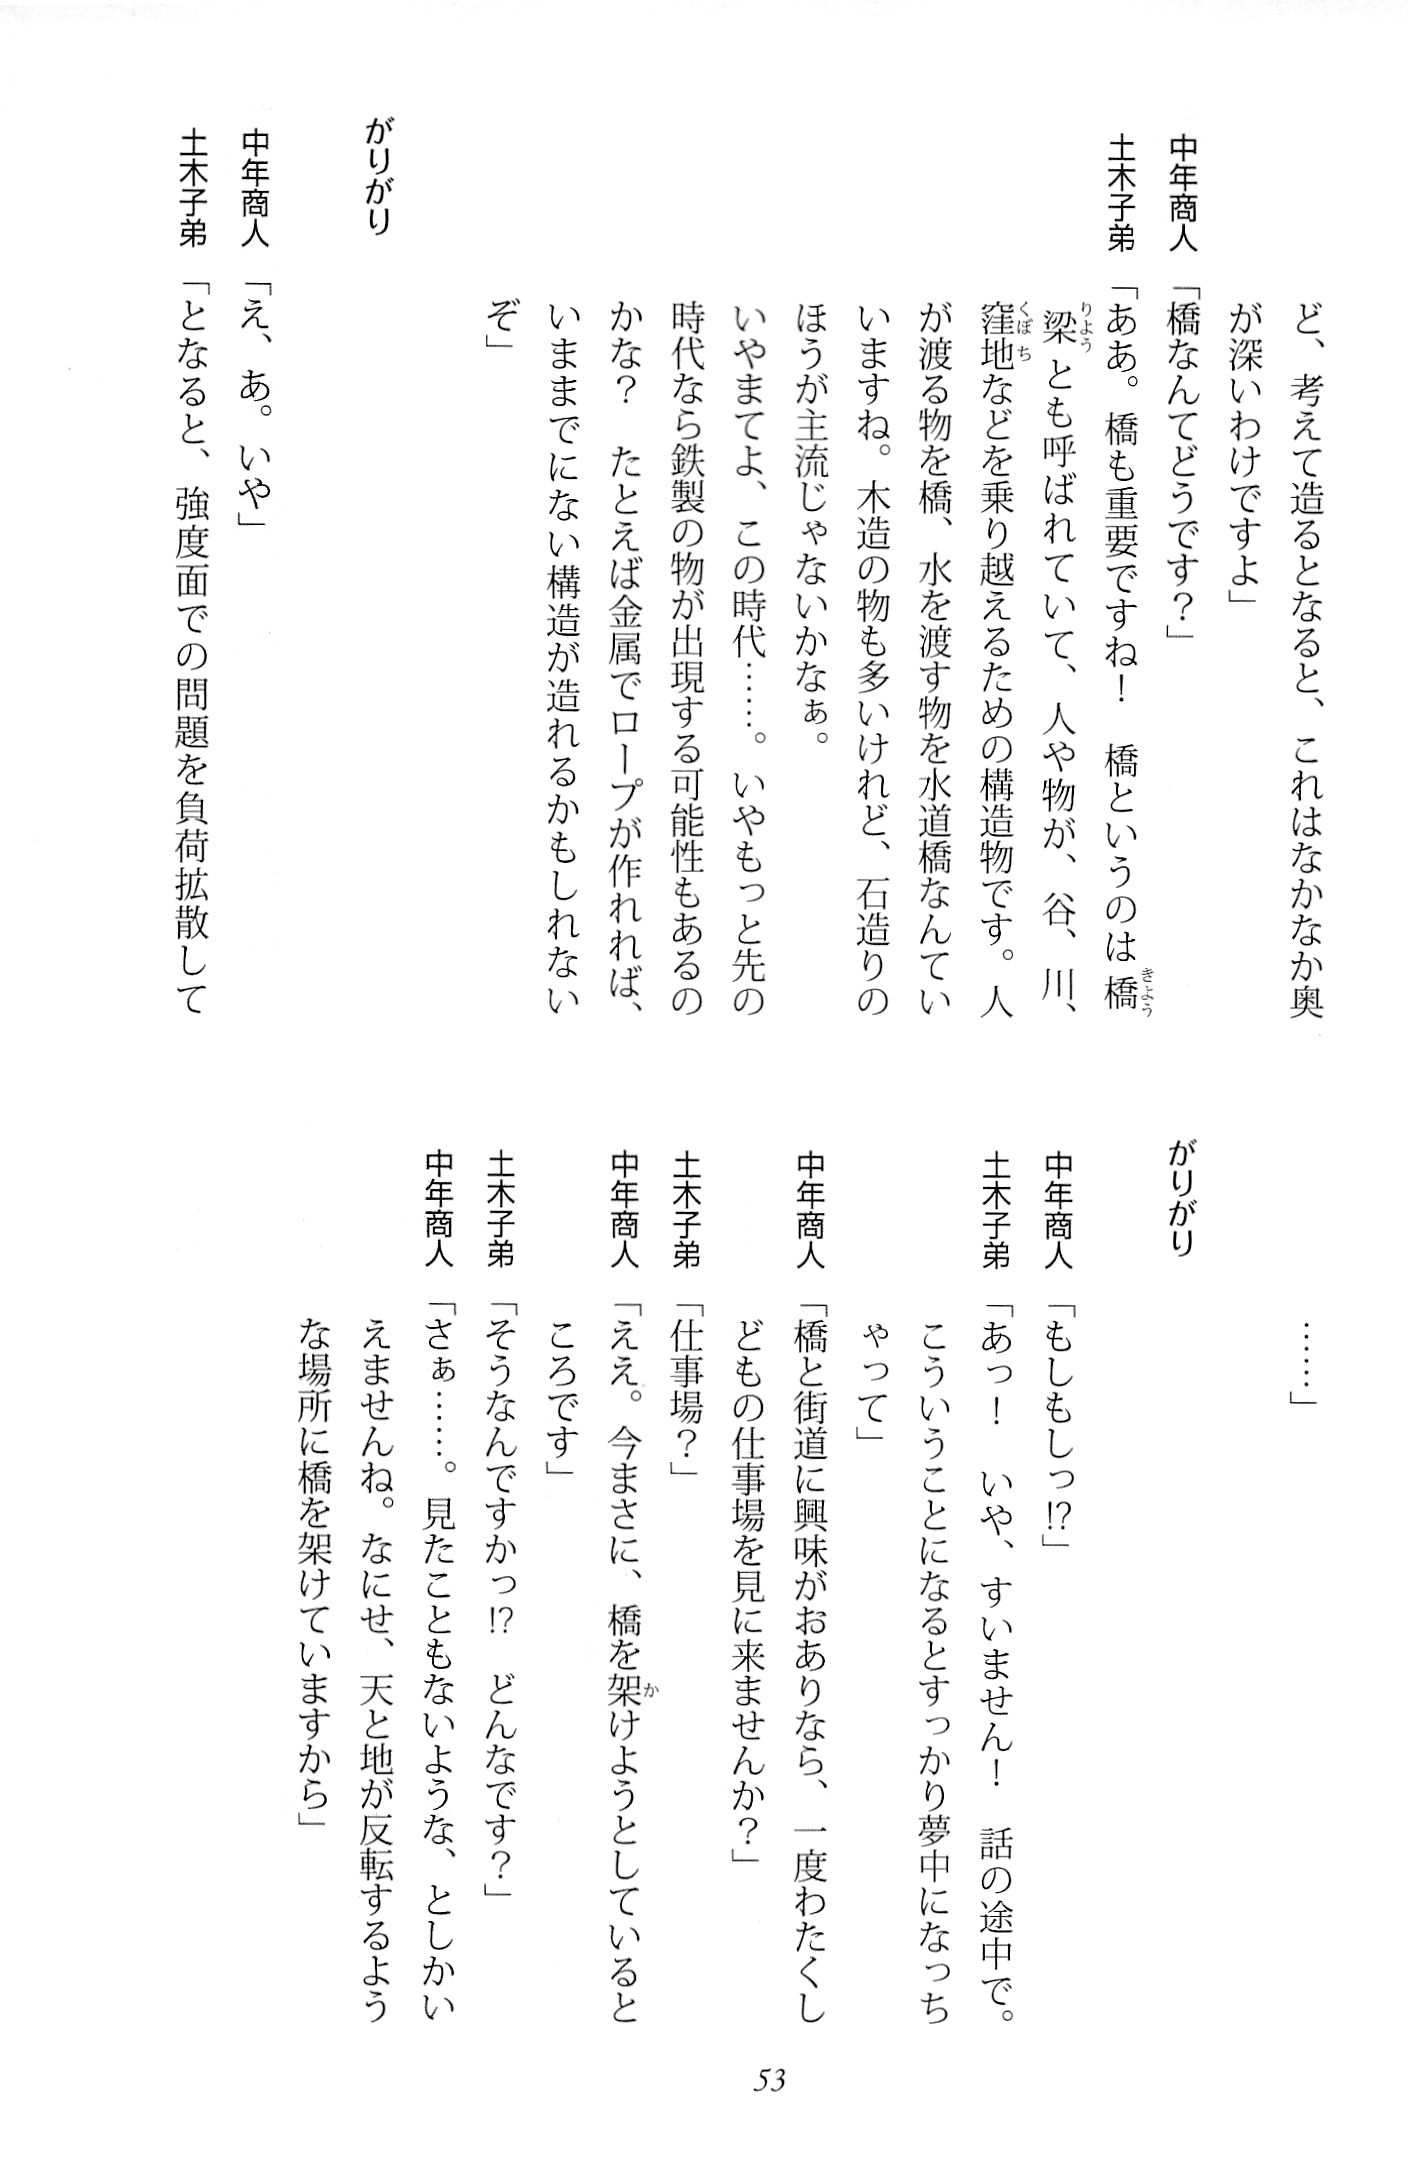 ど、考えて造るとなると、これはなかなか奥
が深いわけですよ」
中年商人「橋なんてどうです？」
土木子弟「ああ。橋も重要ですね！　橋というのは橋
梁とも呼ばれていて、人や物が、谷、川、
窪地などを乗り越えるための構造物です。人
が渡る物を橋、水を渡す物を水道橋なんてい
いますね。木造の物も多いけれど、石造りの
ほうが主流じゃないかなぁ。
いやまてよ、この時代……。いやもっと先の
時代なら鉄製の物が出現する可能性もあるの
かな？　たとえば金属でロープが作れれば、
いままでにない構造が造れるかもしれない
ぞ」
がりがり
中年商人「え、あ。いや」
土木子弟「となると、強度面での問題を負荷拡散して
……」
がりがり
中年商人「もしもしっ!?」
土木子弟「あっ！　いや、すいません！　話の途中で。
こういうことになるとすっかり夢中になっち
ゃって」
中年商人「橋と街道に興味がおありなら、一度わたくし
どもの仕事場を見に来ませんか？」
土木子弟「仕事場？」
中年商人「ええ。今まさに、橋を架けようとしていると
ころです」
土木子弟「そうなんですかっ!?　どんなです？」
中年商人「さぁ……。見たこともないような、としかい
えませんね。なにせ、天と地が反転するよう
な場所に橋を架けていますから」
53